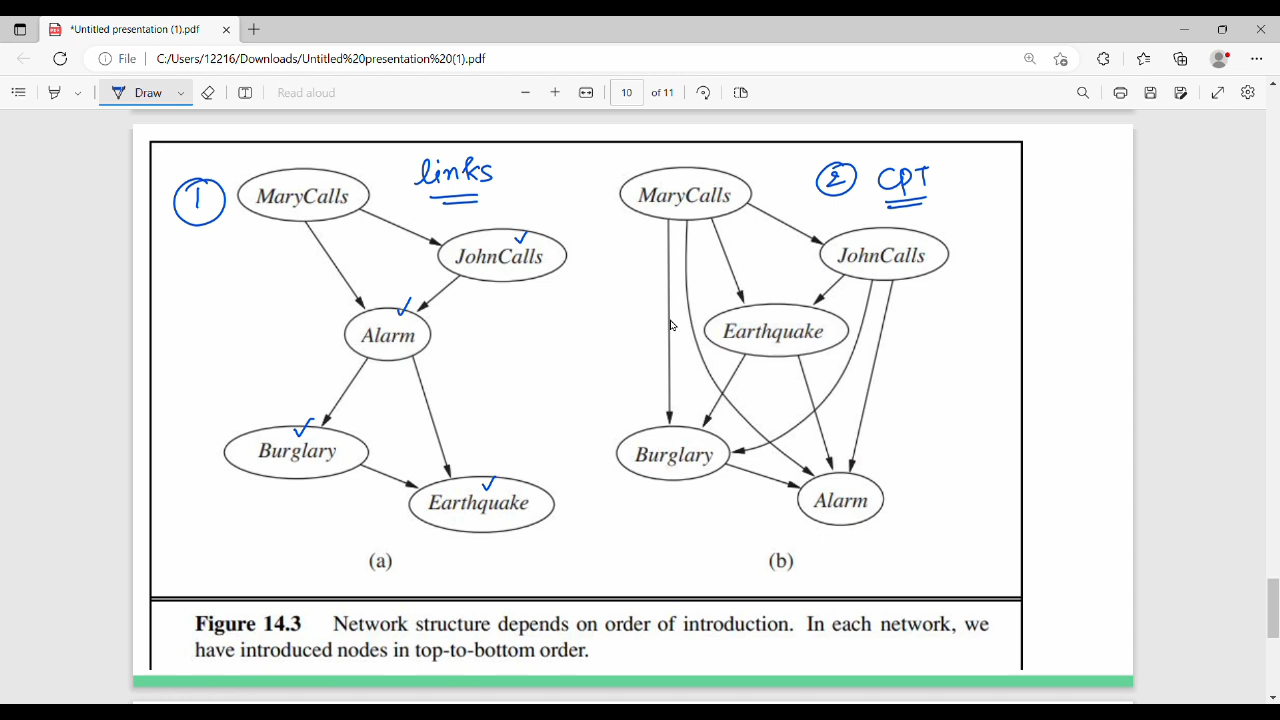 *Untitled presentation (1).pdf
File C:/Users/12216/Downloads/Untitled%20presentation%20(1).pdf
Draw Read aloud 10 of 11
1 MaryCalls links
JohnCalls
Alarm
Burglary
Earthquake
(a)
MaryCalls 2 CPT
JohnCalls
Earthquake
Burglary
Alarm
(b)
Figure 14.3 Network structure depends on order of introduction. In each network, we
have introduced nodes in top-to-bottom order.